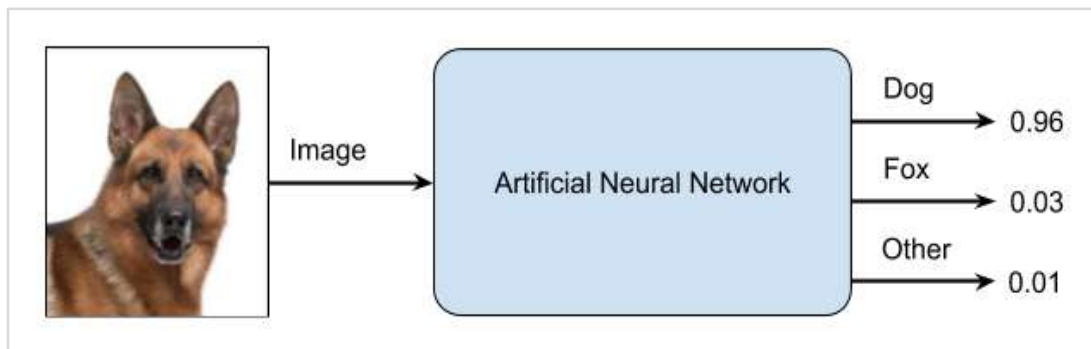 Image
Artificial Neural Network
Dog
0.96
Fox
0.03
Other
0.01